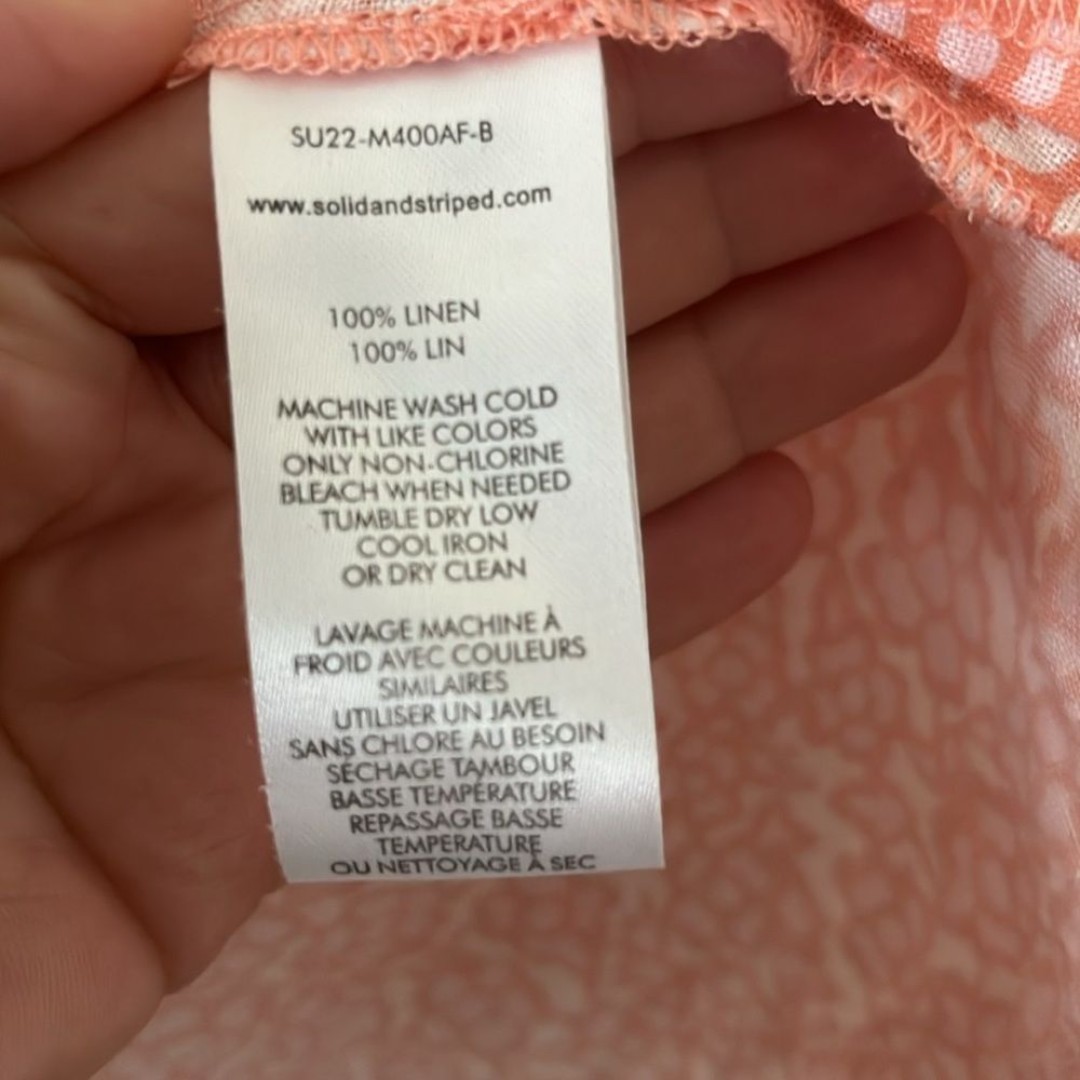 SU22-M400AF-B
www.solidandstriped.com
100% LINEN
100% LIN
MACHINE WASH COLD
WITH LIKE COLORS
ONLY NON-CHLORINE
BLEACH WHEN NEEDED
TUMBLE DRY LOW
COOL IRON
OR DRY CLEAN
LAVAGE MACHINE À
FROID AVEC COULEURS
SIMILAIRES
UTILISER UN JAVEL
SANS CHLORE AU BESOIN
SÉCHAGE TAMBOUR
BASSE TEMPÉRATURE
REPASSAGE BASSE
TEMPERATURE
OU NETTOYAGE À SEC